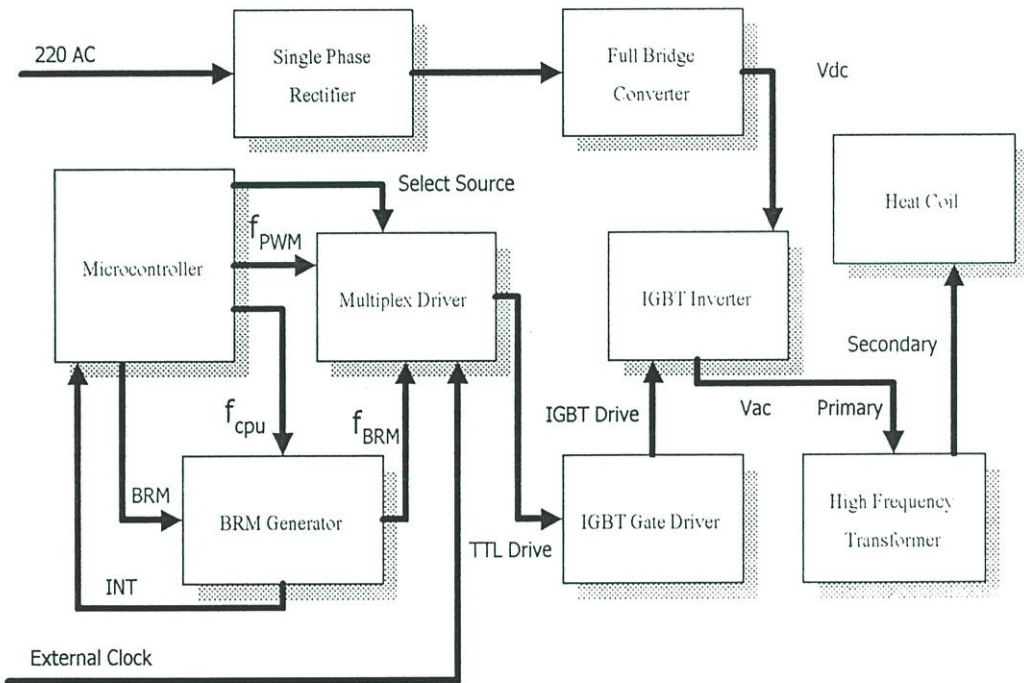 220 AC
Single Phase
Rectifier
Full Bridge
Converter
Vdc
Heat Coil
Select Source
Microcontroller
fPWM
Multiplex Driver
IGBT Inverter
Secondary
fcpu
fBRM
IGBT Drive
Vac
Primary
BRM
BRM Generator
IGBT Gate Driver
High Frequency
Transformer
TTL Drive
INT
External Clock